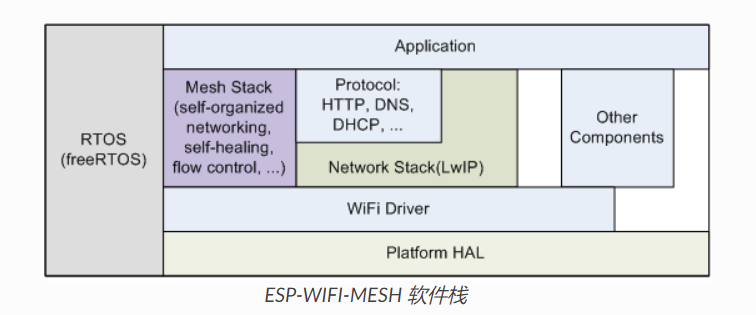 Application
RTOS
(freeRTOS)
Mesh Stack
(self-organized
networking,
self-healing,
flow control, ...)
Protocol:
HTTP, DNS,
DHCP, ...
Network Stack(LwIP)
Other
Components
WiFi Driver
Platform HAL
ESP-WIFI-MESH 软件栈